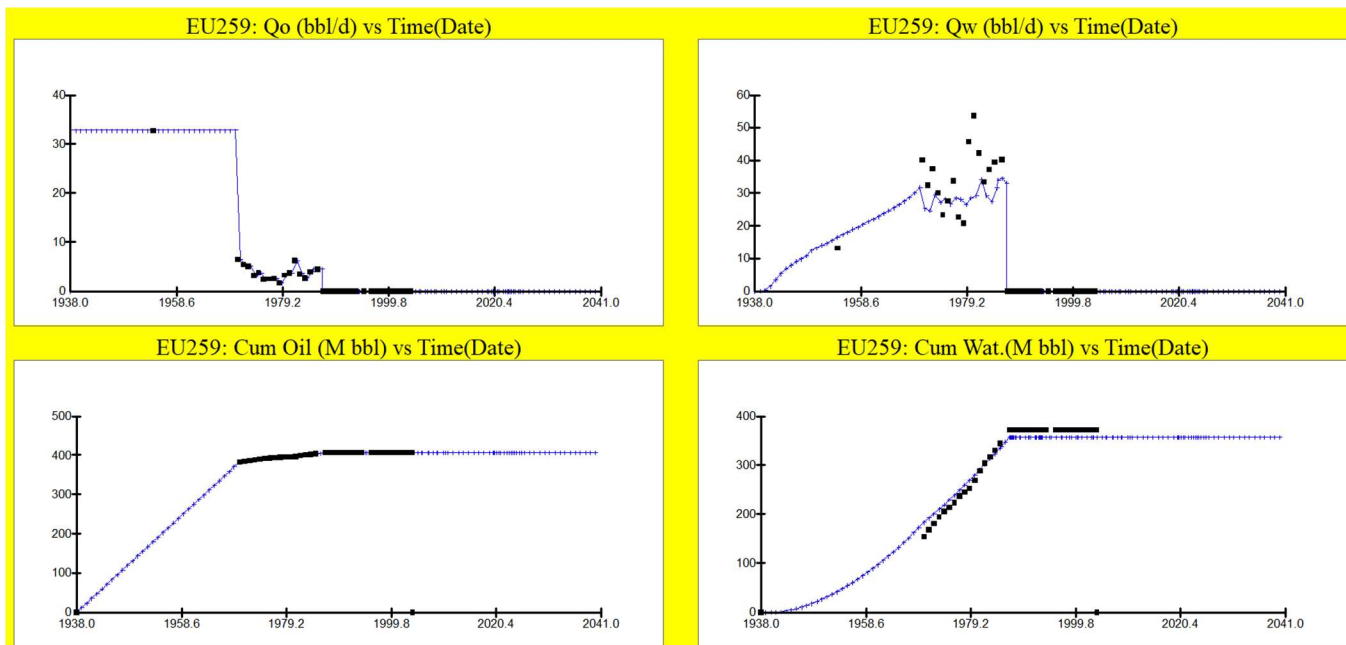 EU259: Qo (bbl/d) vs Time(Date)
40
30
20
10
0
1938.0 1958.6 1979.2 1999.8 2020.4 2041.0
EU259: Qw (bbl/d) vs Time(Date)
60
50
40
30
20
10
0
1938.0 1958.6 1979.2 1999.8 2020.4 2041.0
EU259: Cum Oil (M bbl) vs Time(Date)
500
400
300
200
100
0
1938.0 1958.6 1979.2 1999.8 2020.4 2041.0
EU259: Cum Wat.(M bbl) vs Time(Date)
400
300
200
100
0
1938.0 1958.6 1979.2 1999.8 2020.4 2041.0